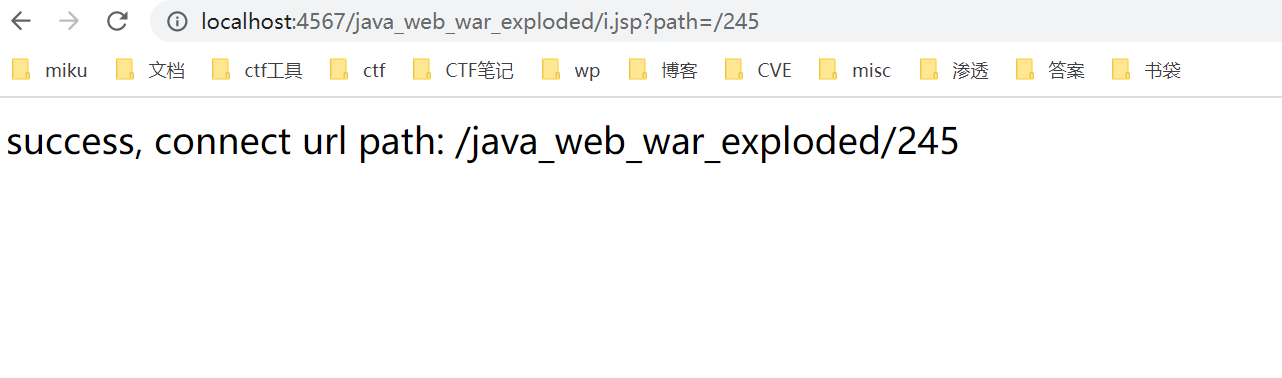 localhost:4567/java_web_war_exploded/i.jsp?path=/245
miku 文档 ctf工具 ctf CTF笔记 wp 博客 CVE misc 渗透 答案 书袋
success, connect url path: /java_web_war_exploded/245